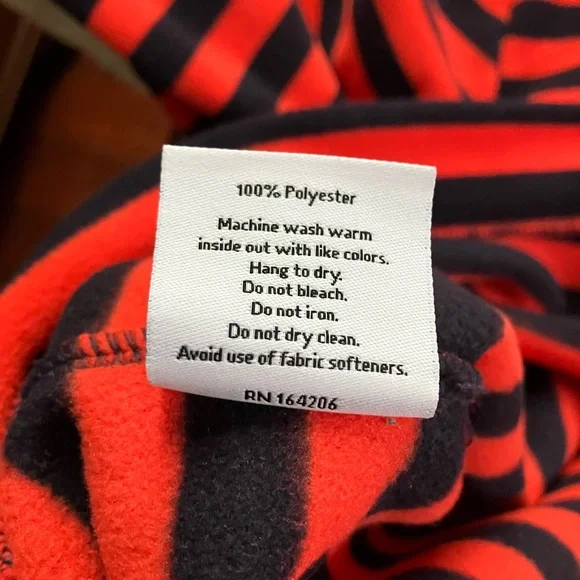 100% Polyester
Machine wash warm
inside out with like colors.
Hang to dry.
Do not bleach.
Do not iron.
Do not dry clean.
Avoid use of fabric softeners.
RN 164206